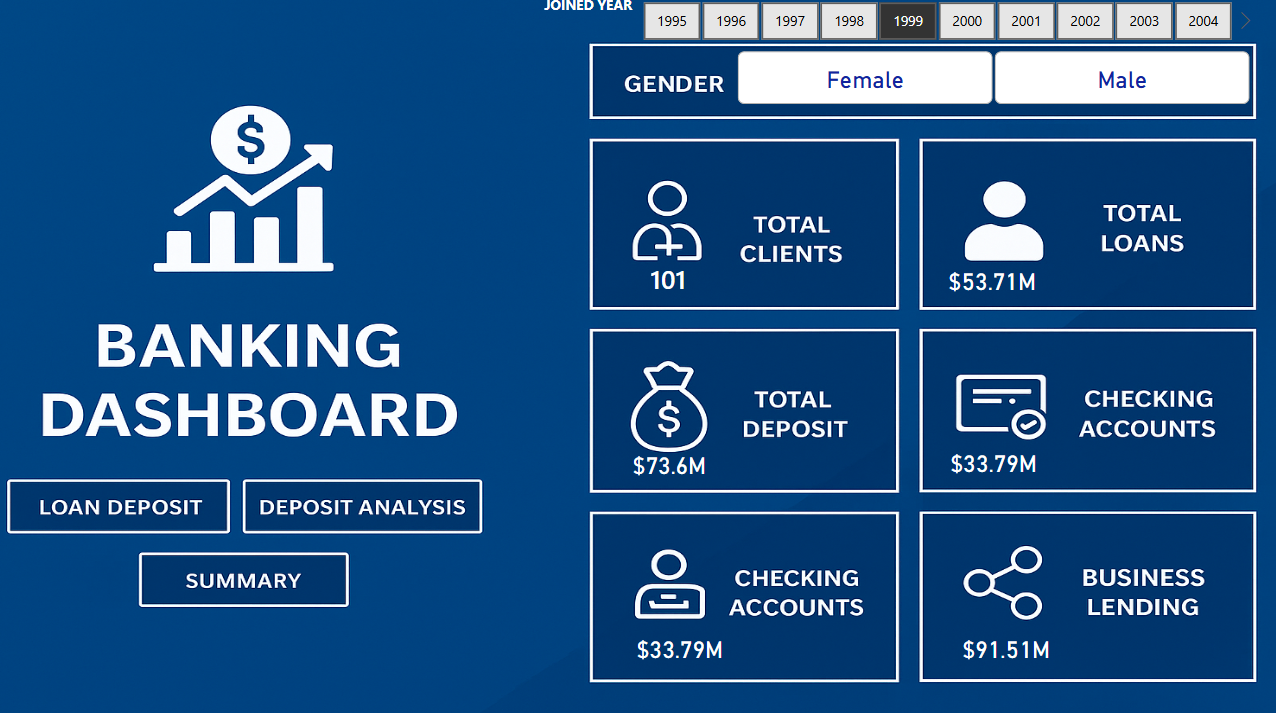 JOINED YEAR
1995 1996 1997 1998 1999 2000 2001 2002 2003 2004
GENDER Female Male
$
BANKING
DASHBOARD
LOAN DEPOSIT
DEPOSIT ANALYSIS
SUMMARY
TOTAL
CLIENTS
101
TOTAL
LOANS
$53.71M
$
TOTAL
DEPOSIT
$73.6M
CHECKING
ACCOUNTS
$33.79M
CHECKING
ACCOUNTS
$33.79M
BUSINESS
LENDING
$91.51M